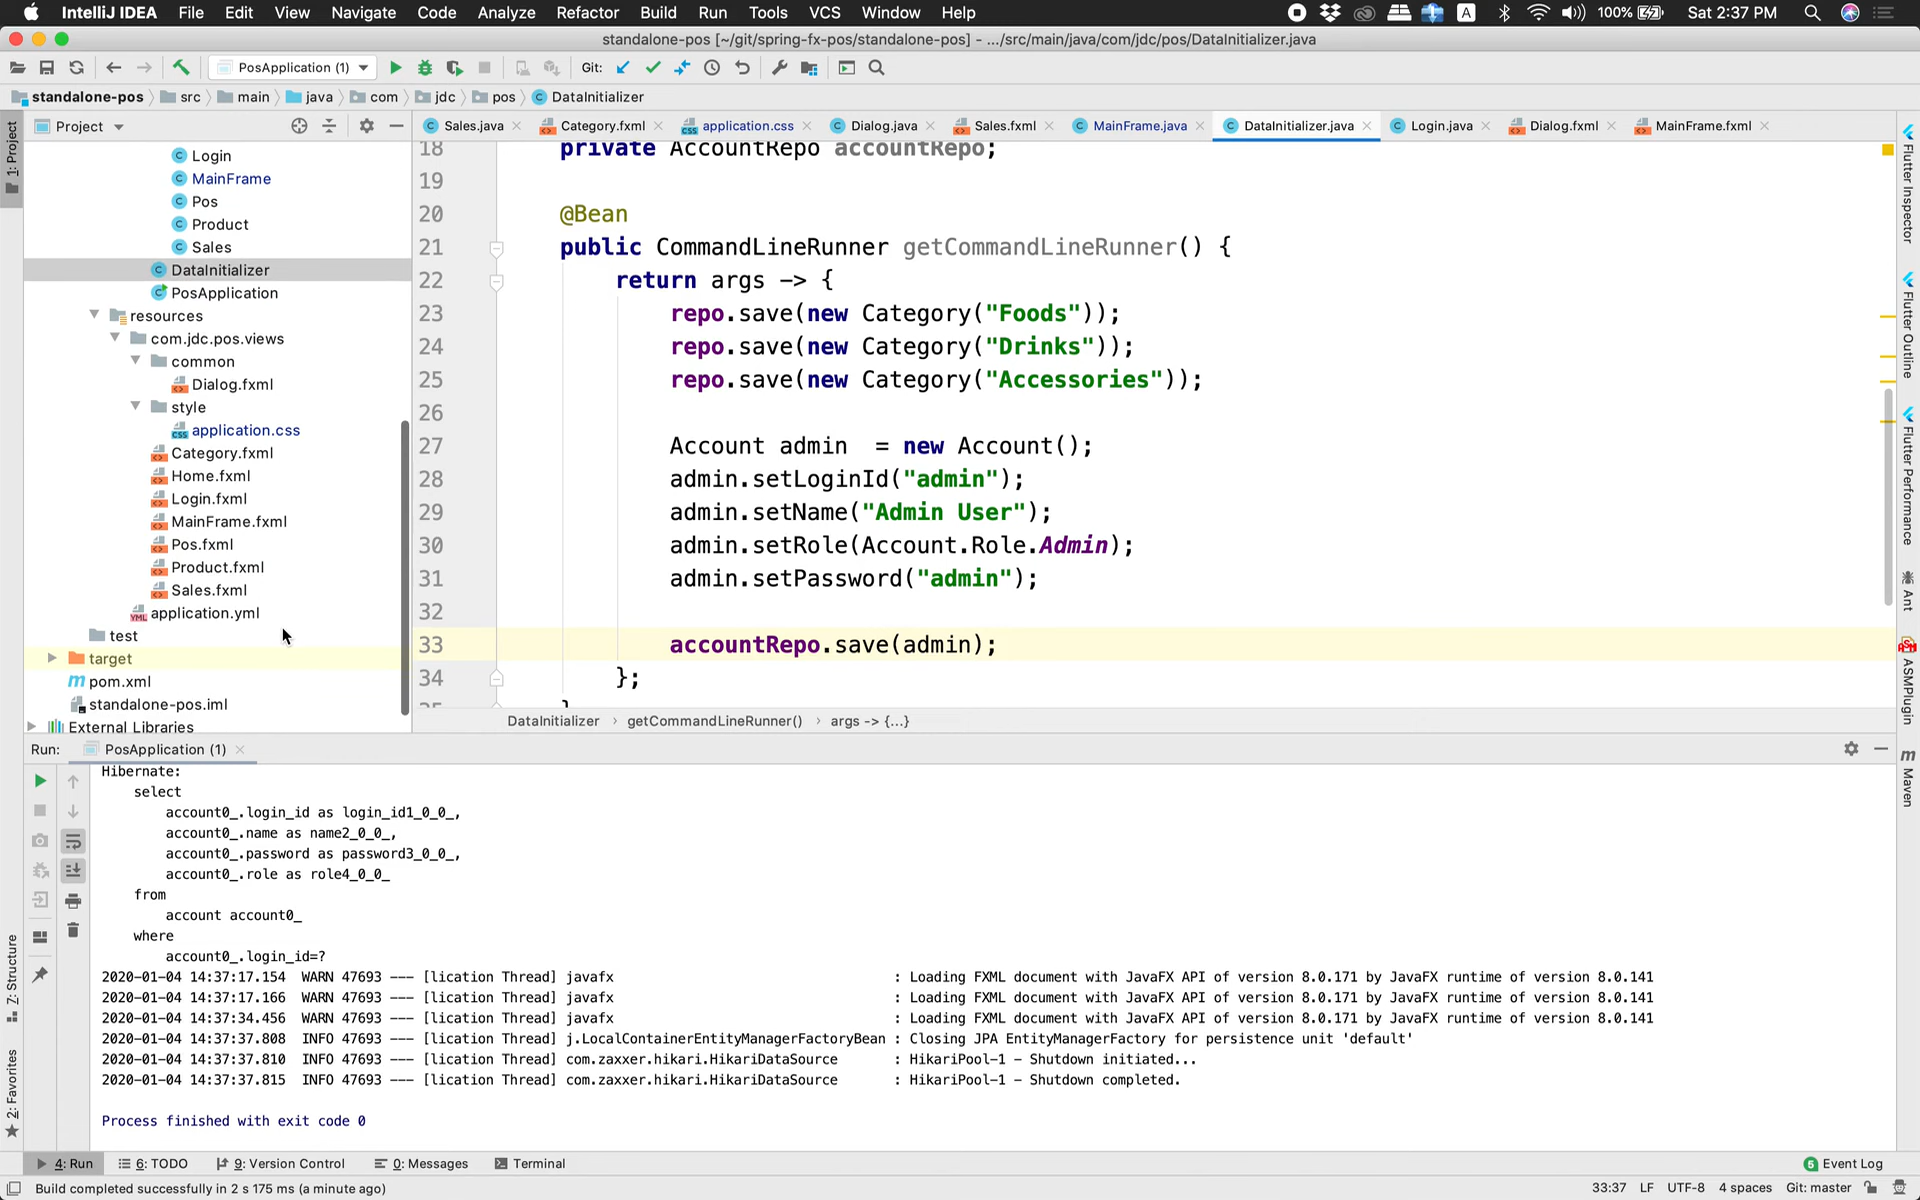 IntelliJ IDEA File Edit View Navigate Code Analyze Refactor Build Run Tools VCS Window Help A 100% Sat 2:37 PM
standalone-pos [~/git/spring-fx-pos/standalone-pos] - .../src/main/java/com/jdc/pos/DataInitializer.java
PosApplication (1) Git:
standalone-pos src main java com jdc pos DataInitializer
Project
Sales.java Category.fxml application.css Dialog.java Sales.fxml MainFrame.java DataInitializer.java Login.java Dialog.fxml MainFrame.fxml
1: Project
Login
MainFrame
Pos
Product
Sales
DataInitializer
PosApplication
resources
com.jdc.pos.views
common
Dialog.fxml
style
application.css
Category.fxml
Home.fxml
Login.fxml
MainFrame.fxml
Pos.fxml
Product.fxml
Sales.fxml
application.yml
test
target
pom.xml
standalone-pos.iml
External Libraries
18 private AccountRepo accountRepo;
19
20 @Bean
21 public CommandLineRunner getCommandLineRunner() {
22 return args -> {
23 repo.save(new Category("Foods"));
24 repo.save(new Category("Drinks"));
25 repo.save(new Category("Accessories"));
26
27 Account admin = new Account();
28 admin.setLoginId("admin");
29 admin.setName("Admin User");
30 admin.setRole(Account.Role.Admin);
31 admin.setPassword("admin");
32
33 accountRepo.save(admin);
34 };
35 }
DataInitializer › getCommandLineRunner() › args -> {...}
Flutter Inspector
Flutter Outline
Flutter Performance
Ant
ASMPlugin
Maven
Run: PosApplication (1)
Hibernate:
select
account0_.login_id as login_id1_0_0_,
account0_.name as name2_0_0_,
account0_.password as password3_0_0_,
account0_.role as role4_0_0_
from
account account0_
where
account0_.login_id=?
2020-01-04 14:37:17.154 WARN 47693 --- [lication Thread] javafx : Loading FXML document with JavaFX API of version 8.0.171 by JavaFX runtime of version 8.0.141
2020-01-04 14:37:17.166 WARN 47693 --- [lication Thread] javafx : Loading FXML document with JavaFX API of version 8.0.171 by JavaFX runtime of version 8.0.141
2020-01-04 14:37:34.456 WARN 47693 --- [lication Thread] javafx : Loading FXML document with JavaFX API of version 8.0.171 by JavaFX runtime of version 8.0.141
2020-01-04 14:37:37.808 INFO 47693 --- [lication Thread] j.LocalContainerEntityManagerFactoryBean : Closing JPA EntityManagerFactory for persistence unit 'default'
2020-01-04 14:37:37.810 INFO 47693 --- [lication Thread] com.zaxxer.hikari.HikariDataSource : HikariPool-1 - Shutdown initiated...
2020-01-04 14:37:37.815 INFO 47693 --- [lication Thread] com.zaxxer.hikari.HikariDataSource : HikariPool-1 - Shutdown completed.
Process finished with exit code 0
Z: Structure
2: Favorites
4: Run 6: TODO 9: Version Control 0: Messages Terminal 5 Event Log
Build completed successfully in 2 s 175 ms (a minute ago) 33:37 LF UTF-8 4 spaces Git: master